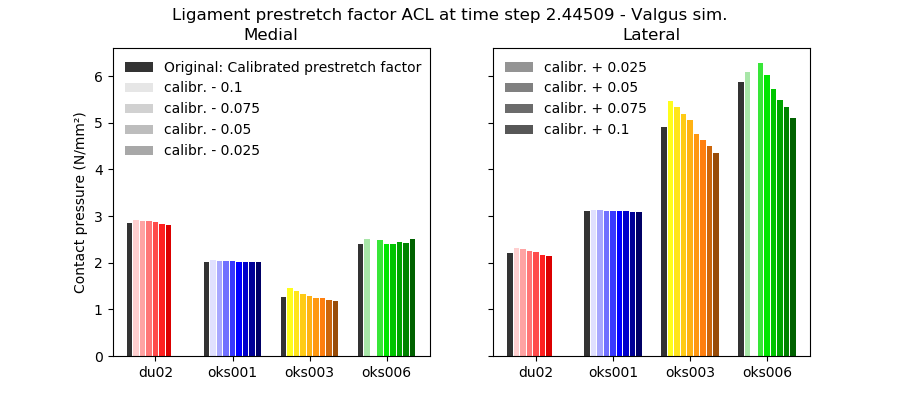 Ligament prestretch factor ACL at time step 2.44509 - Valgus sim.
Medial
Lateral
Contact pressure (N/mm²)
0
1
2
3
4
5
6
Original: Calibrated prestretch factor
calibr. - 0.1
calibr. - 0.075
calibr. - 0.05
calibr. - 0.025
calibr. + 0.025
calibr. + 0.05
calibr. + 0.075
calibr. + 0.1
du02
oks001
oks003
oks006
du02
oks001
oks003
oks006